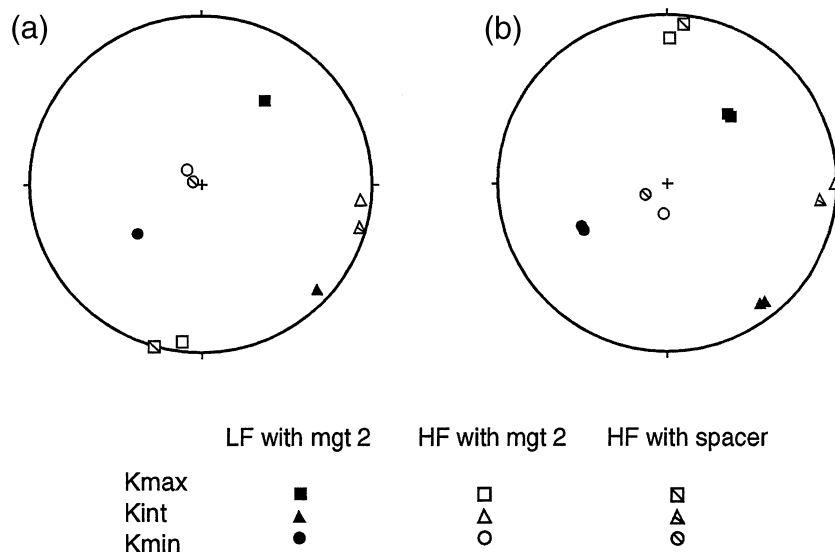 (a)
(b)
LF with mgt 2 HF with mgt 2 HF with spacer
Kmax
Kint
Kmin